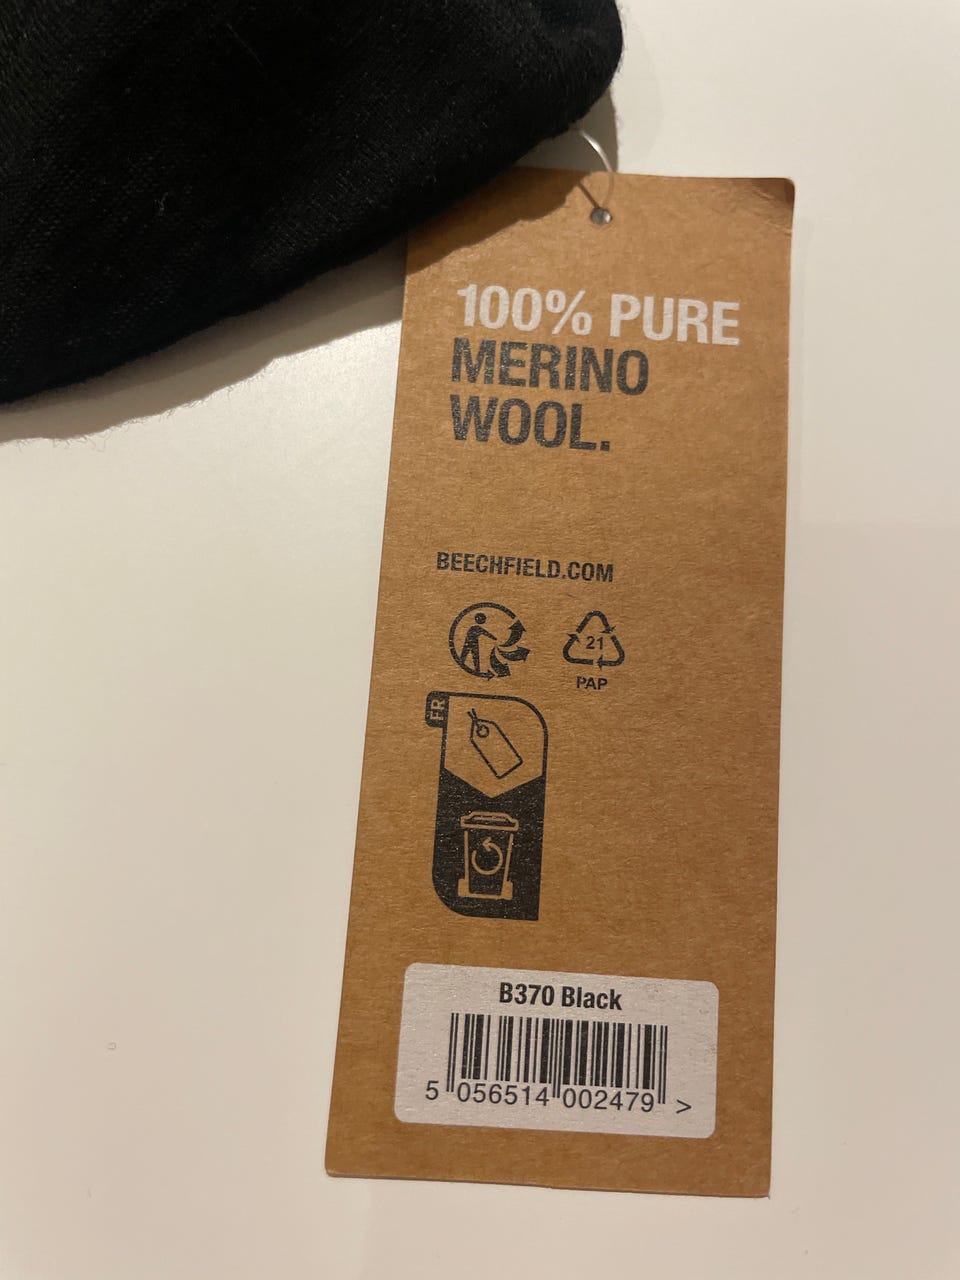 100% PURE
MERINO
WOOL.
BEECHFIELD.COM
21
PAP
FR
B370 Black
5 056514 002479 >